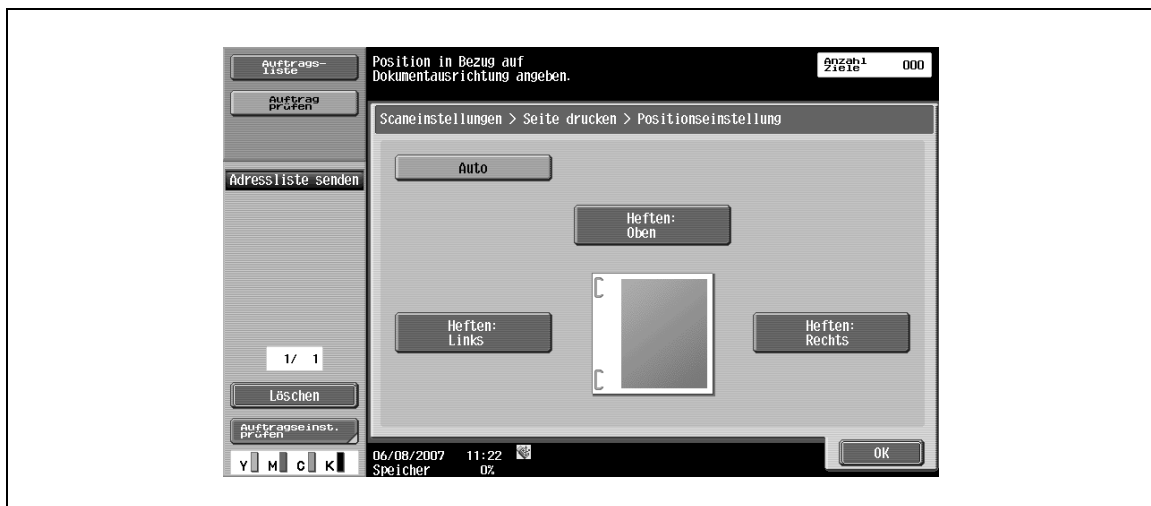 Auftrags-
liste
Auftrag
prüfen
Adressliste senden
1/ 1
Löschen
Auftragseinst.
prüfen
Y M C K
Position in Bezug auf
Dokumentausrichtung angeben.
Anzahl
Ziele 000
Scaneinstellungen > Seite drucken > Positionseinstellung
Auto
Heften:
Oben
Heften:
Links
Heften:
Rechts
06/08/2007 11:22
Speicher 0%
OK